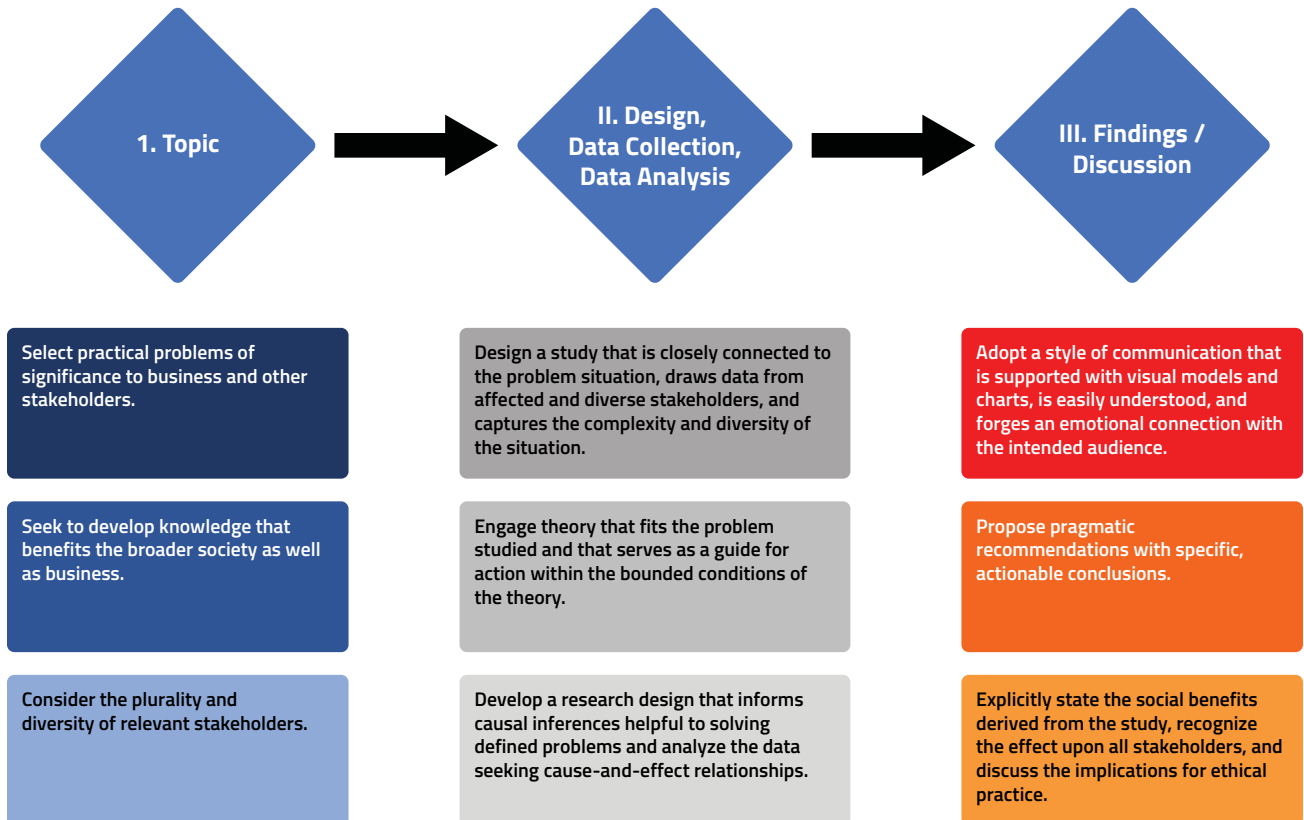 1. Topic
II. Design,
Data Collection,
Data Analysis
III. Findings /
Discussion
Select practical problems of
significance to business and other
stakeholders.
Design a study that is closely connected to
the problem situation, draws data from
affected and diverse stakeholders, and
captures the complexity and diversity of
the situation.
Adopt a style of communication that
is supported with visual models and
charts, is easily understood, and
forges an emotional connection with
the intended audience.
Seek to develop knowledge that
benefits the broader society as well
as business.
Engage theory that fits the problem
studied and that serves as a guide for
action within the bounded conditions of
the theory.
Propose pragmatic
recommendations with specific,
actionable conclusions.
Consider the plurality and
diversity of relevant stakeholders.
Develop a research design that informs
causal inferences helpful to solving
defined problems and analyze the data
seeking cause-and-effect relationships.
Explicitly state the social benefits
derived from the study, recognize
the effect upon all stakeholders, and
discuss the implications for ethical
practice.